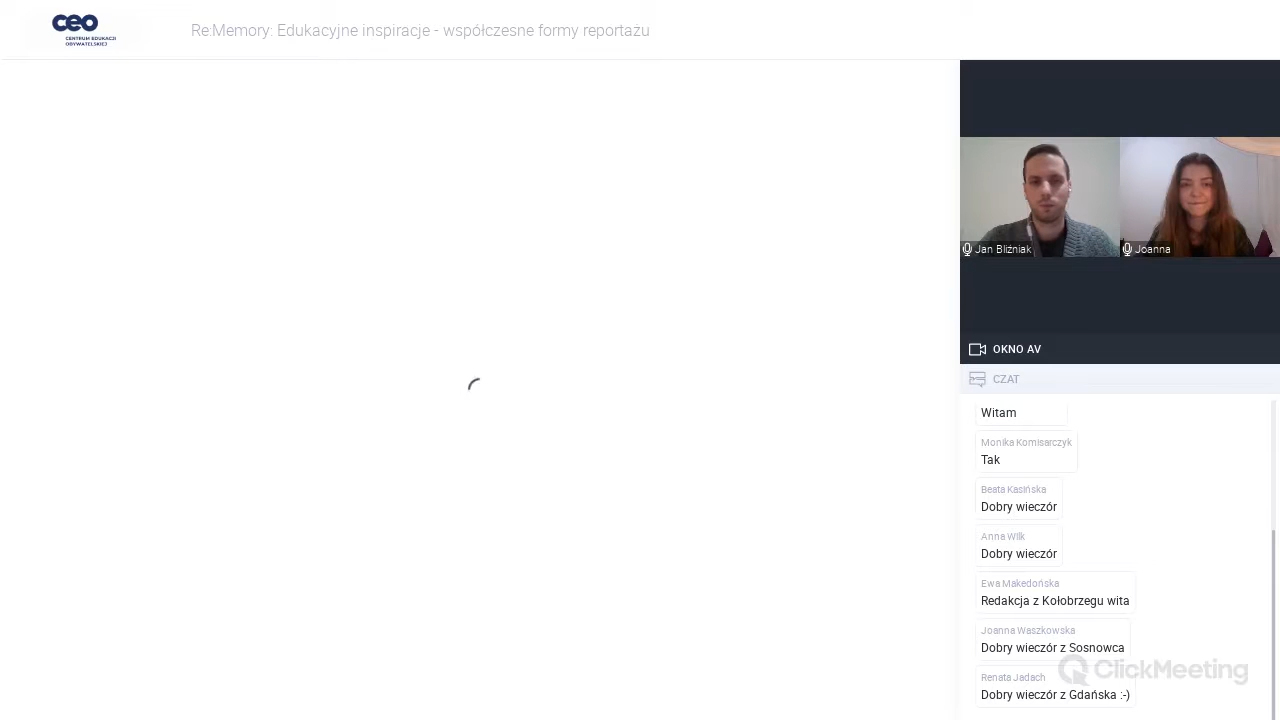 ceo
CENTRUM EDUKACJI
OBYWATELSKIEJ
Re:Memory: Edukacyjne inspiracje - współczesne formy reportażu
Jan Bliźniak
Joanna
OKNO AV
CZAT
Witam
Monika Komisarczyk
Tak
Beata Kasińska
Dobry wieczór
Anna Wilk
Dobry wieczór
Ewa Makedońska
Redakcja z Kołobrzegu wita
Joanna Waszkowska
Dobry wieczór z Sosnowca
Renata Jadach
Dobry wieczór z Gdańska :-)
ClickMeeting